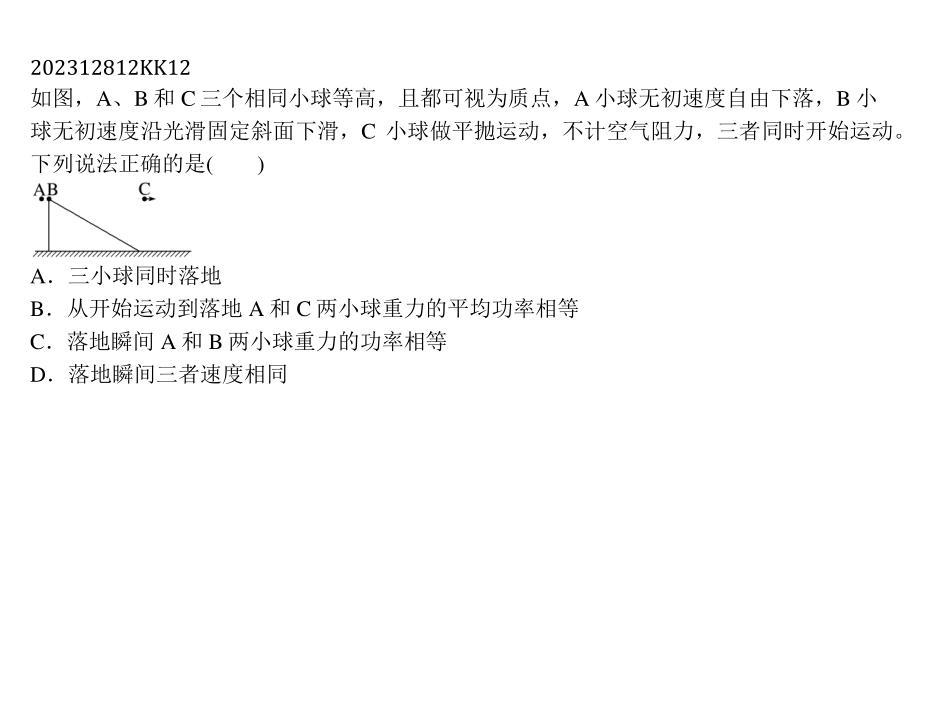 202312812KK12
如图，A、B 和 C 三个相同小球等高，且都可视为质点，A 小球无初速度自由下落，B 小
球无初速度沿光滑固定斜面下滑，C 小球做平抛运动，不计空气阻力，三者同时开始运动。
下列说法正确的是(　　)
AB C
A．三小球同时落地
B．从开始运动到落地 A 和 C 两小球重力的平均功率相等
C．落地瞬间 A 和 B 两小球重力的功率相等
D．落地瞬间三者速度相同